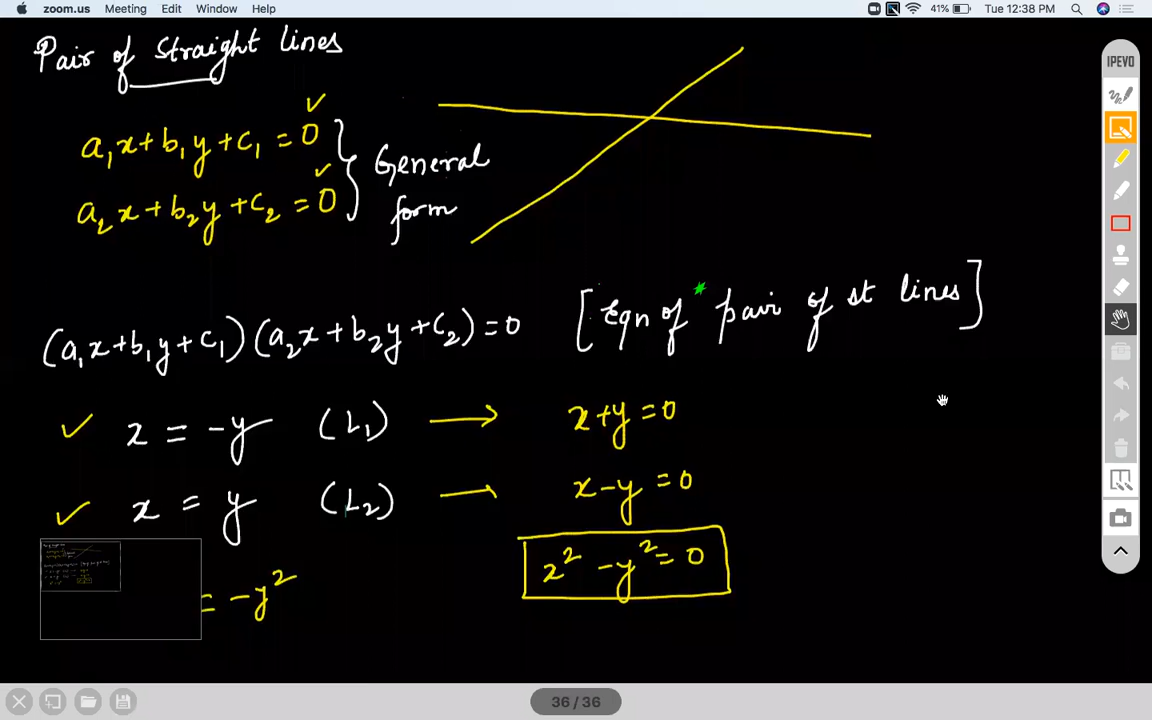 zoom.us Meeting Edit Window Help 41% Tue 12:38 PM
IPEVO
Pair of straight lines
a₁x+b₁y+c₁ = 0
a₂x+b₂y+c₂ = 0
General
form
(a₁x+b₁y+c₁)(a₂x+b₂y+c₂)=0 [Eqn of * pair of st lines]
x = -y (L₁) → x+y=0
x = y (L₂) → x-y=0
= -y² x² -y²= 0
36 / 36